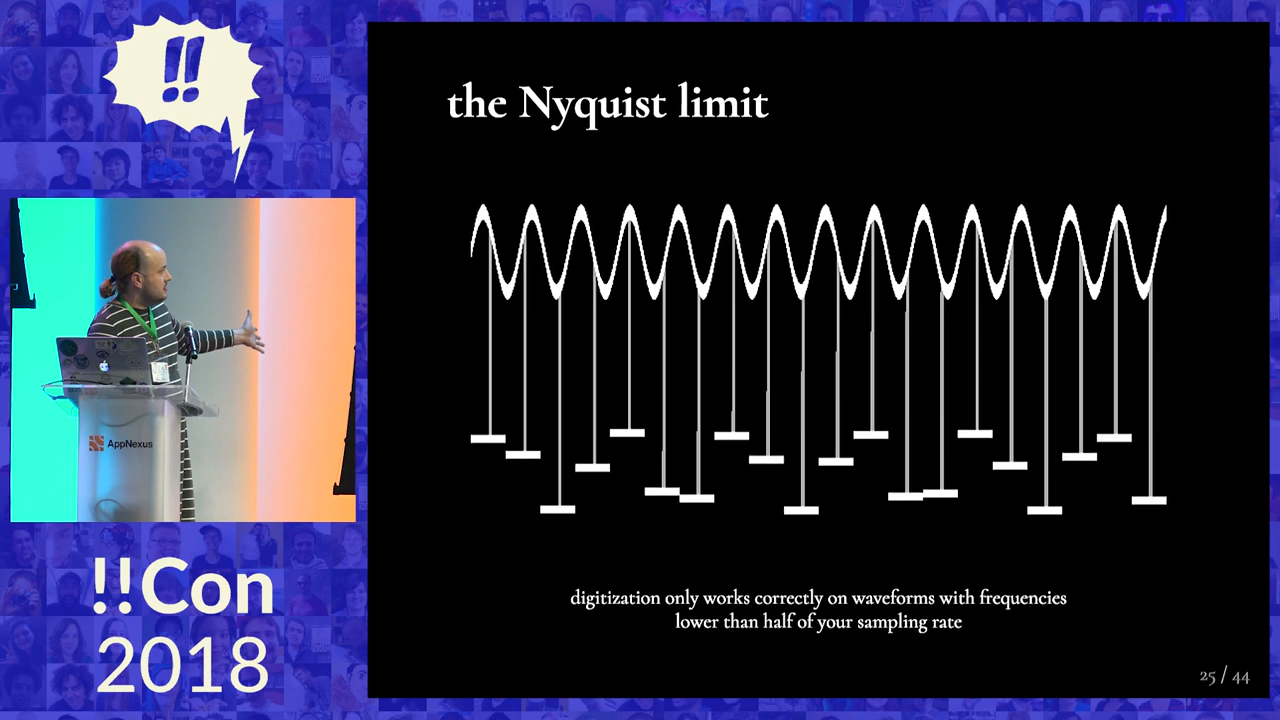 !!
the Nyquist limit
AppNexus
digitization only works correctly on waveforms with frequencies
lower than half of your sampling rate
!!Con
2018
25 / 44